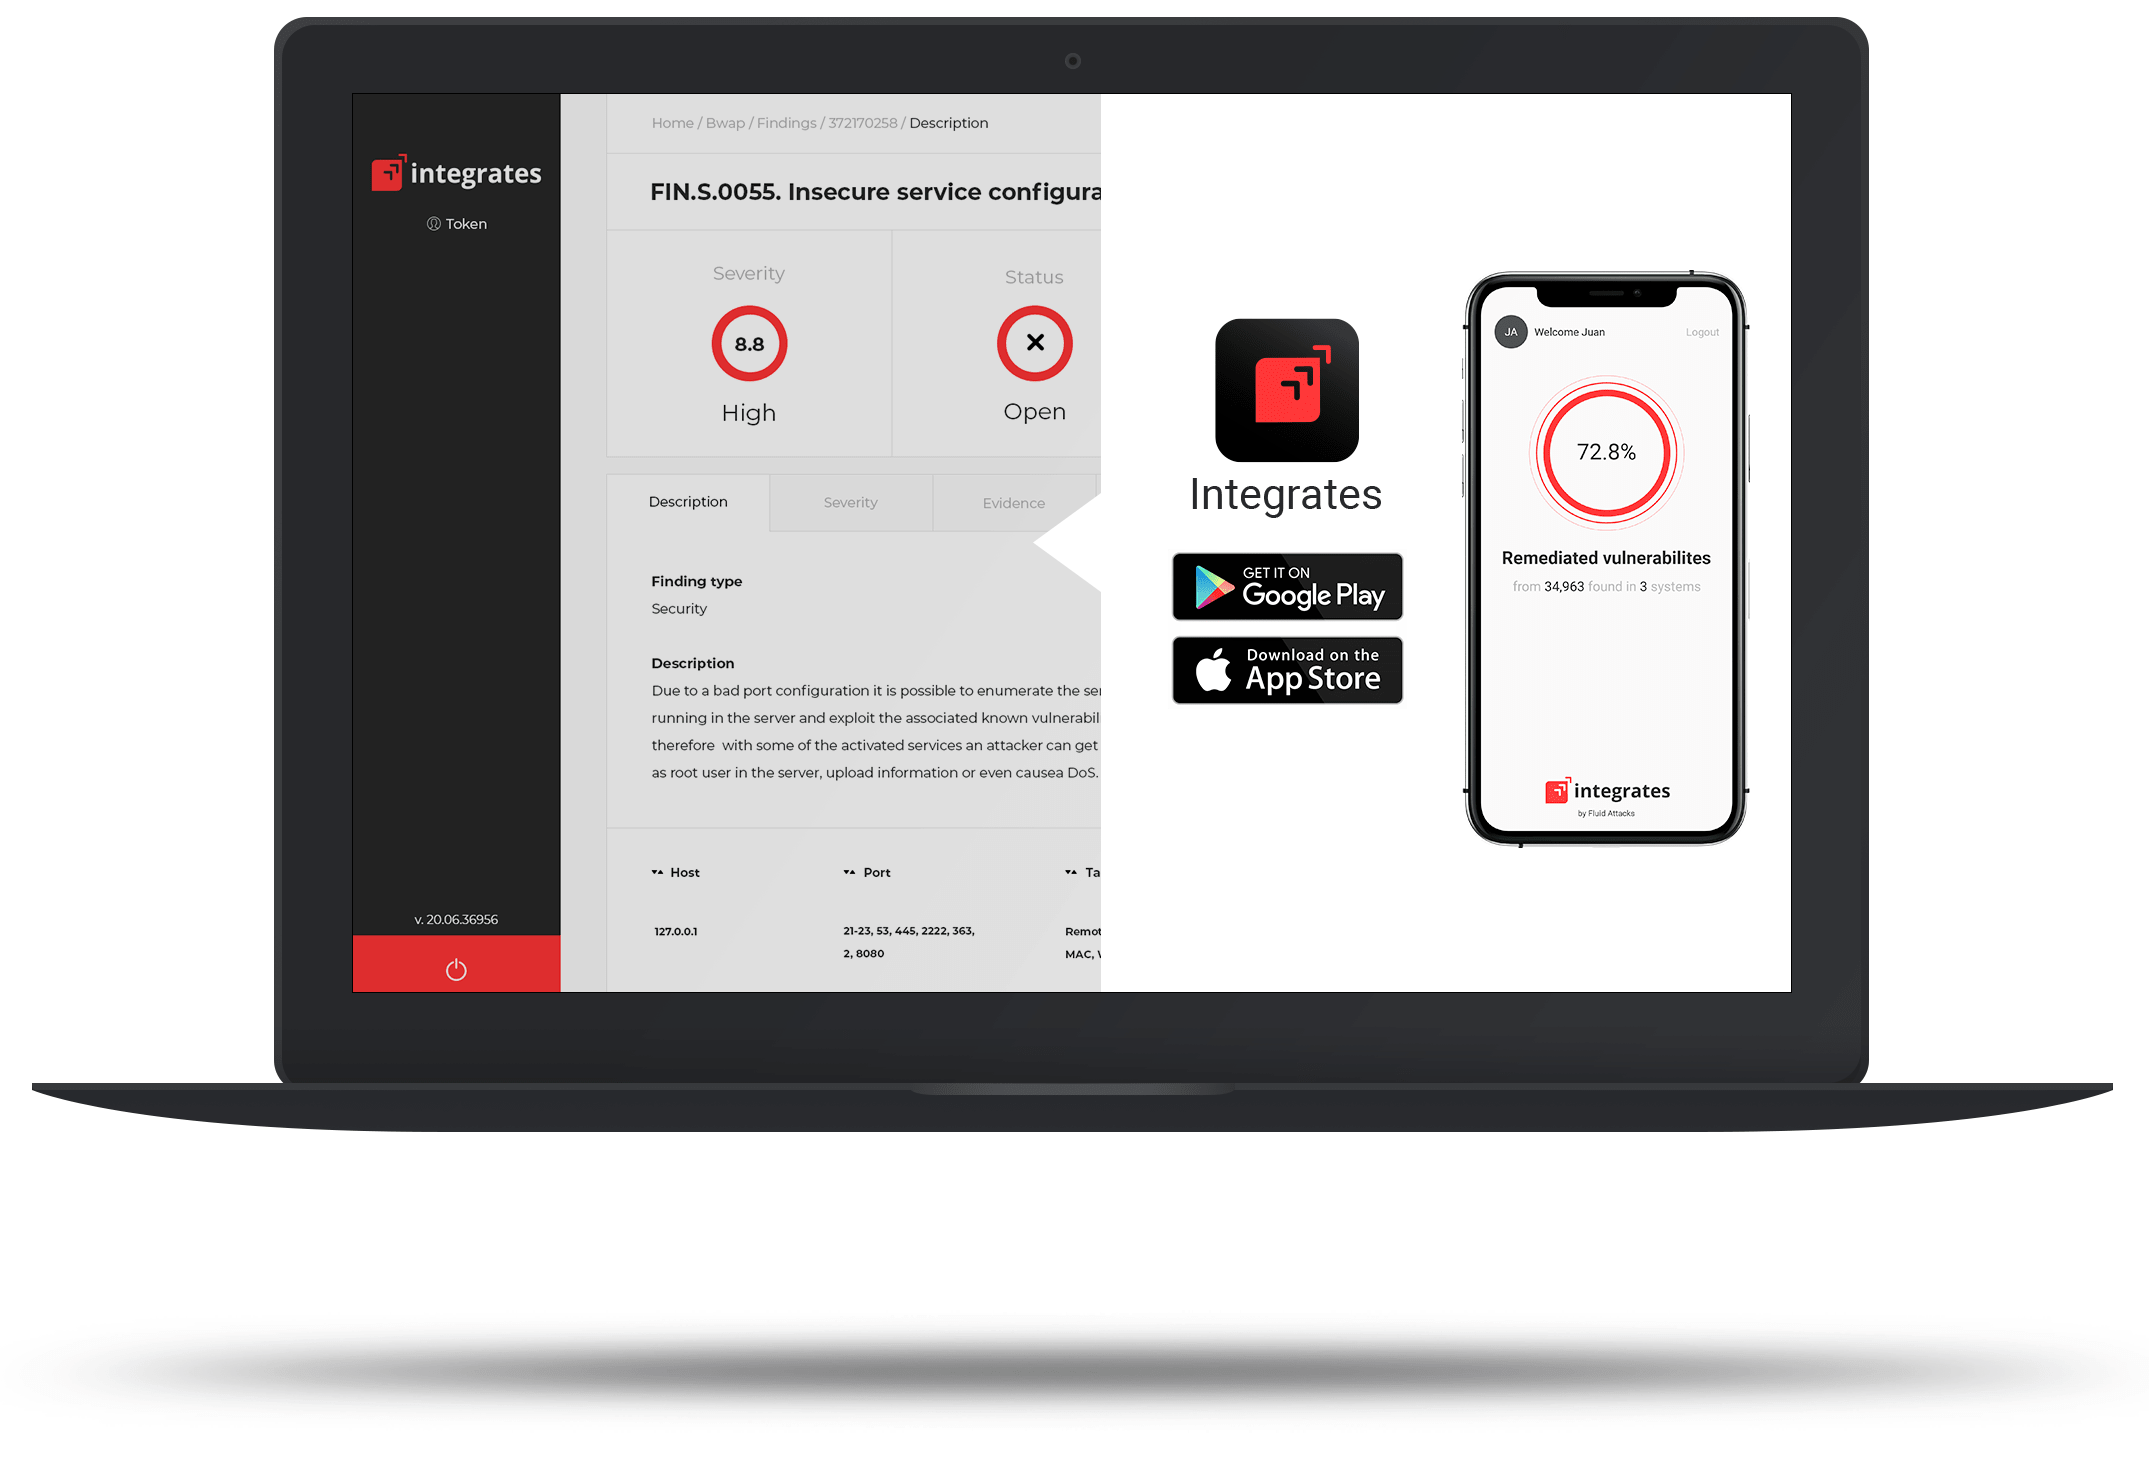 integrates
Token
v. 20.06.36956
Home / Bwap / Findings / 372170258 / Description
FIN.S.0055. Insecure service configura
Severity
8.8
High
Status
Open
Description
Severity
Evidence
Finding type
Security
Description
Due to a bad port configuration it is possible to enumerate the ser
running in the server and exploit the associated known vulnerabil
therefore with some of the activated services an attacker can get
as root user in the server, upload information or even causea DoS.
Host
Port
Ta
127.0.0.1
21-23, 53, 445, 2222, 363,
2, 8080
Remot
MAC,
Integrates
GET IT ON
Google Play
Download on the
App Store
JA
Welcome Juan
Logout
72.8%
Remediated vulnerabilites
from 34,963 found in 3 systems
integrates
by Fluid Attacks